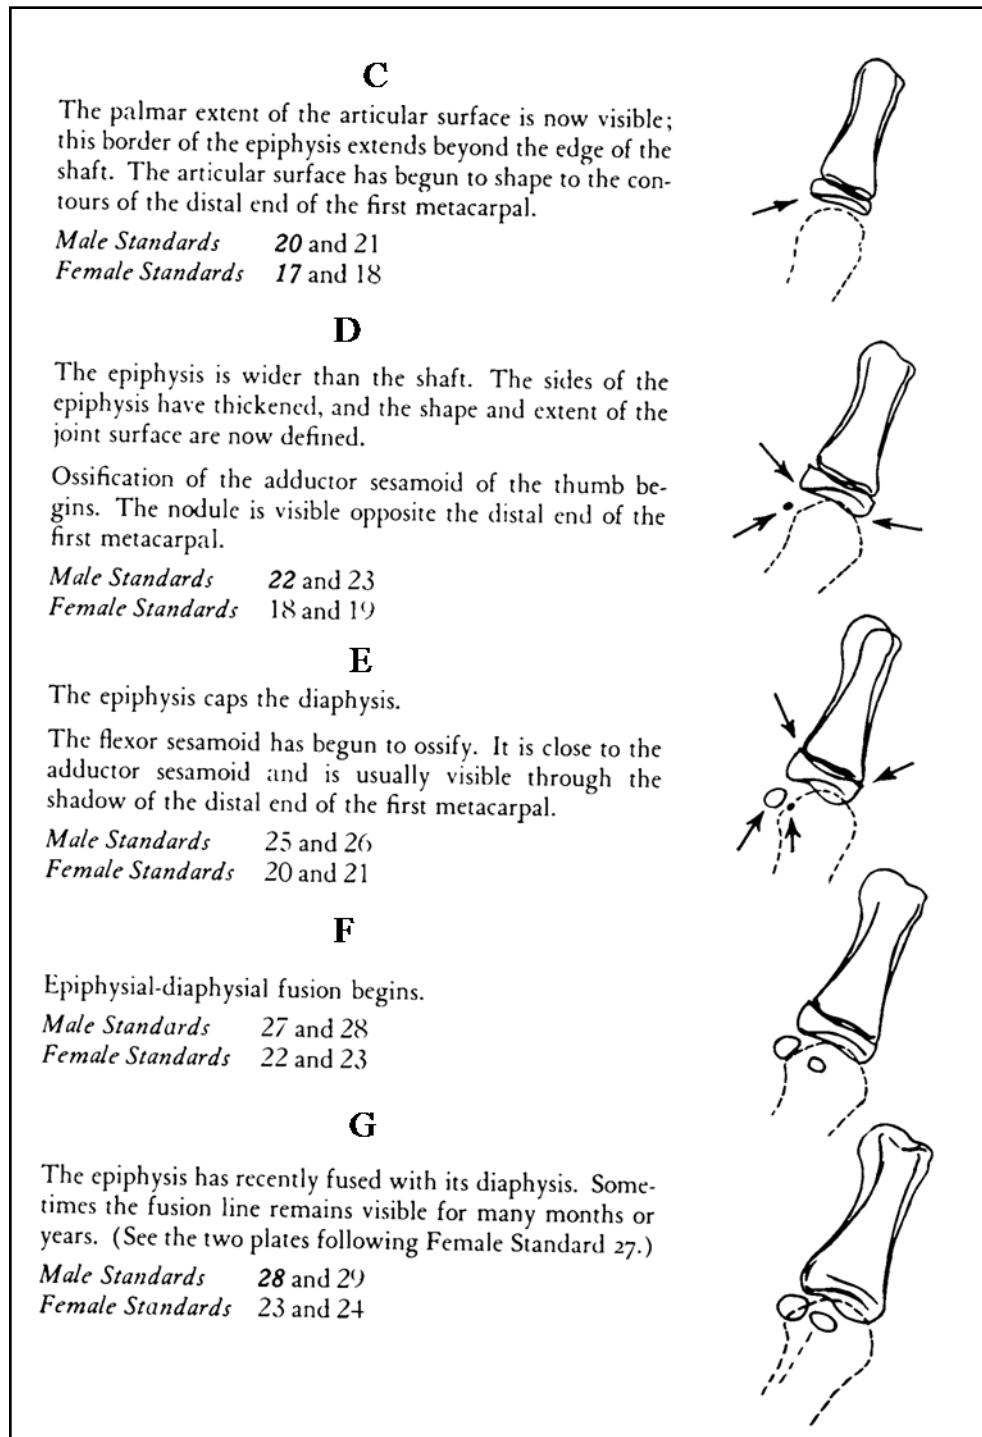 C
The palmar extent of the articular surface is now visible;
this border of the epiphysis extends beyond the edge of the
shaft. The articular surface has begun to shape to the con-
tours of the distal end of the first metacarpal.
Male Standards 20 and 21
Female Standards 17 and 18
D
The epiphysis is wider than the shaft. The sides of the
epiphysis have thickened, and the shape and extent of the
joint surface are now defined.
Ossification of the adductor sesamoid of the thumb be-
gins. The nodule is visible opposite the distal end of the
first metacarpal.
Male Standards 22 and 23
Female Standards 18 and 19
E
The epiphysis caps the diaphysis.
The flexor sesamoid has begun to ossify. It is close to the
adductor sesamoid and is usually visible through the
shadow of the distal end of the first metacarpal.
Male Standards 25 and 26
Female Standards 20 and 21
F
Epiphysial-diaphysial fusion begins.
Male Standards 27 and 28
Female Standards 22 and 23
G
The epiphysis has recently fused with its diaphysis. Some-
times the fusion line remains visible for many months or
years. (See the two plates following Female Standard 27.)
Male Standards 28 and 29
Female Standards 23 and 24